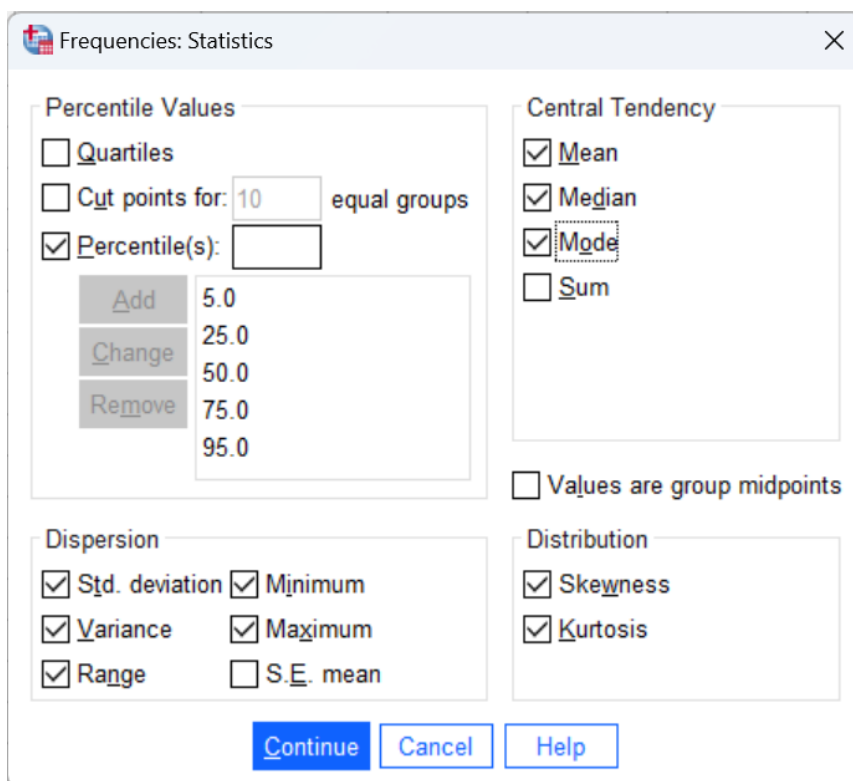 Frequencies: Statistics
Percentile Values
Quartiles
Cut points for: 10 equal groups
Percentile(s):
Add
Change
Remove
5.0
25.0
50.0
75.0
95.0
Central Tendency
Mean
Median
Mode
Sum
Values are group midpoints
Dispersion
Std. deviation Minimum
Variance Maximum
Range S.E. mean
Distribution
Skewness
Kurtosis
Continue Cancel Help